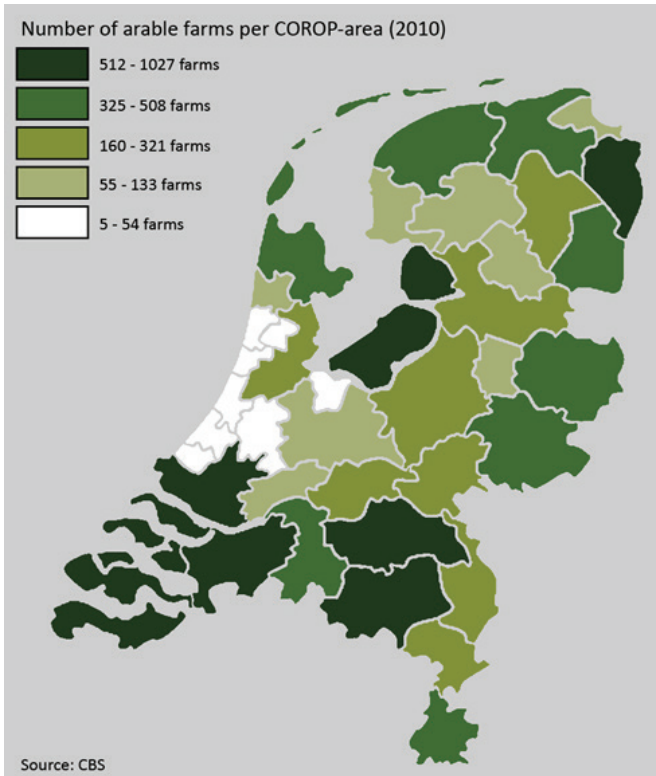 Number of arable farms per COROP-area (2010)
512 - 1027 farms
325 - 508 farms
160 - 321 farms
55 - 133 farms
5 - 54 farms
Source: CBS